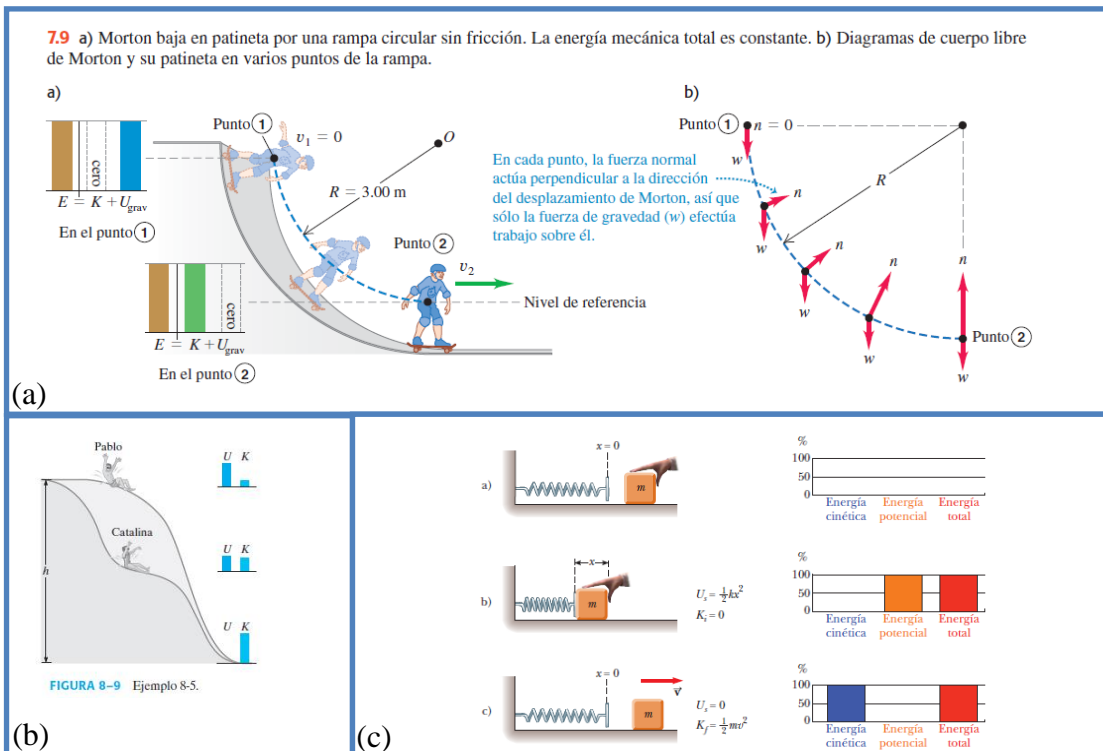 7.9 a) Morton baja en patineta por una rampa circular sin fricción. La energía mecánica total es constante. b) Diagramas de cuerpo libre
de Morton y su patineta en varios puntos de la rampa.
a)
Punto 1
v₁ = 0
O
cero
E = K + U_grav
En el punto 1
R = 3.00 m
Punto 2
v₂
Nivel de referencia
cero
E = K + U_grav
En el punto 2
b)
Punto 1 n = 0
w
En cada punto, la fuerza normal
actúa perpendicular a la dirección
del desplazamiento de Morton, así que
sólo la fuerza de gravedad (w) efectúa
trabajo sobre él.
R
n
w
n
w
n
w
n
Punto 2
w
(a)
Pablo
U K
Catalina
U K
h
U K
FIGURA 8–9 Ejemplo 8-5.
(b)
a)
x = 0
m
%
100
50
0
Energía cinética
Energía potencial
Energía total
b)
x
m
U_s = ½kx²
K_i = 0
%
100
50
0
Energía cinética
Energía potencial
Energía total
c)
x = 0
v
m
U_s = 0
K_f = ½mv²
%
100
50
0
Energía cinética
Energía potencial
Energía total
(c)